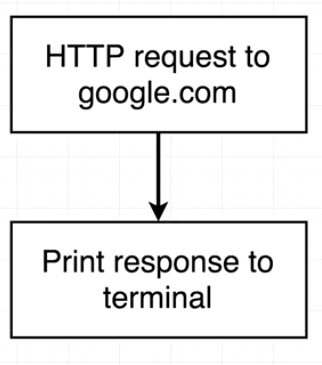 HTTP request to
google.com
Print response to
terminal